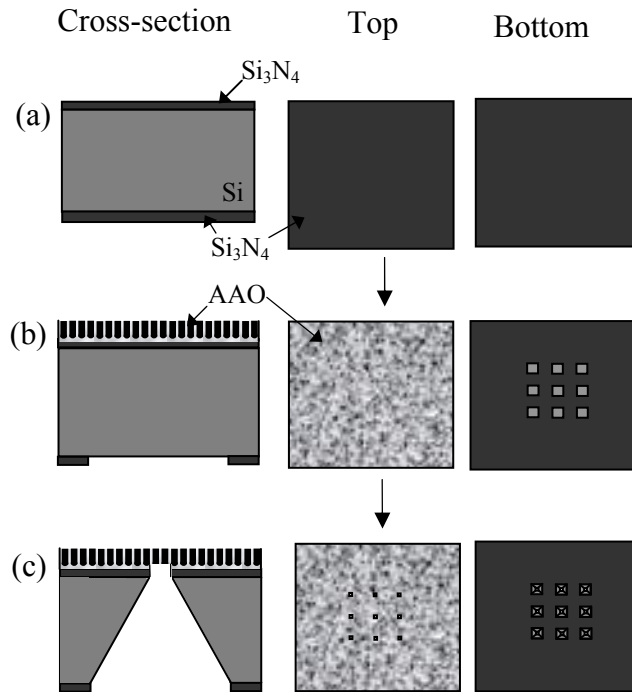 Cross-section Top Bottom
Si₃N₄
(a)
Si
Si₃N₄
AAO
(b)
(c)